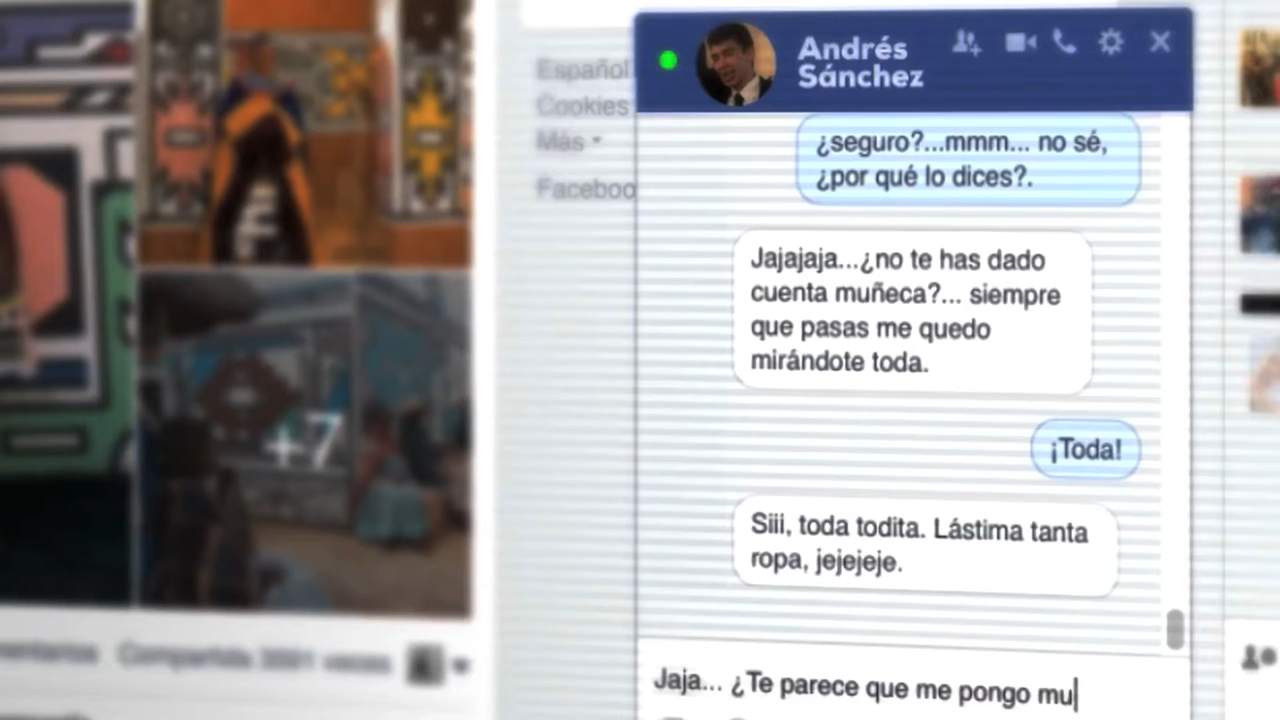 Andrés
Sánchez
Español
Cookies
Más
Faceboo
¿seguro?...mmm... no sé,
¿por qué lo dices?.
Jajajaja...¿no te has dado
cuenta muñeca?... siempre
que pasas me quedo
mirándote toda.
¡Toda!
Siii, toda todita. Lástima tanta
ropa, jejejeje.
+7
Jaja... ¿Te parece que me pongo mu